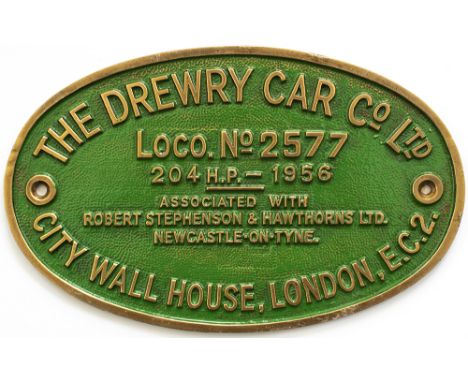 THE DREWRY CAR Co LTD
LOCO. No 2577
204 H.P. - 1956
ASSOCIATED WITH
ROBERT STEPHENSON & HAWTHORNS LTD.
NEWCASTLE-ON-TYNE.
CITY WALL HOUSE, LONDON, E.C.2.